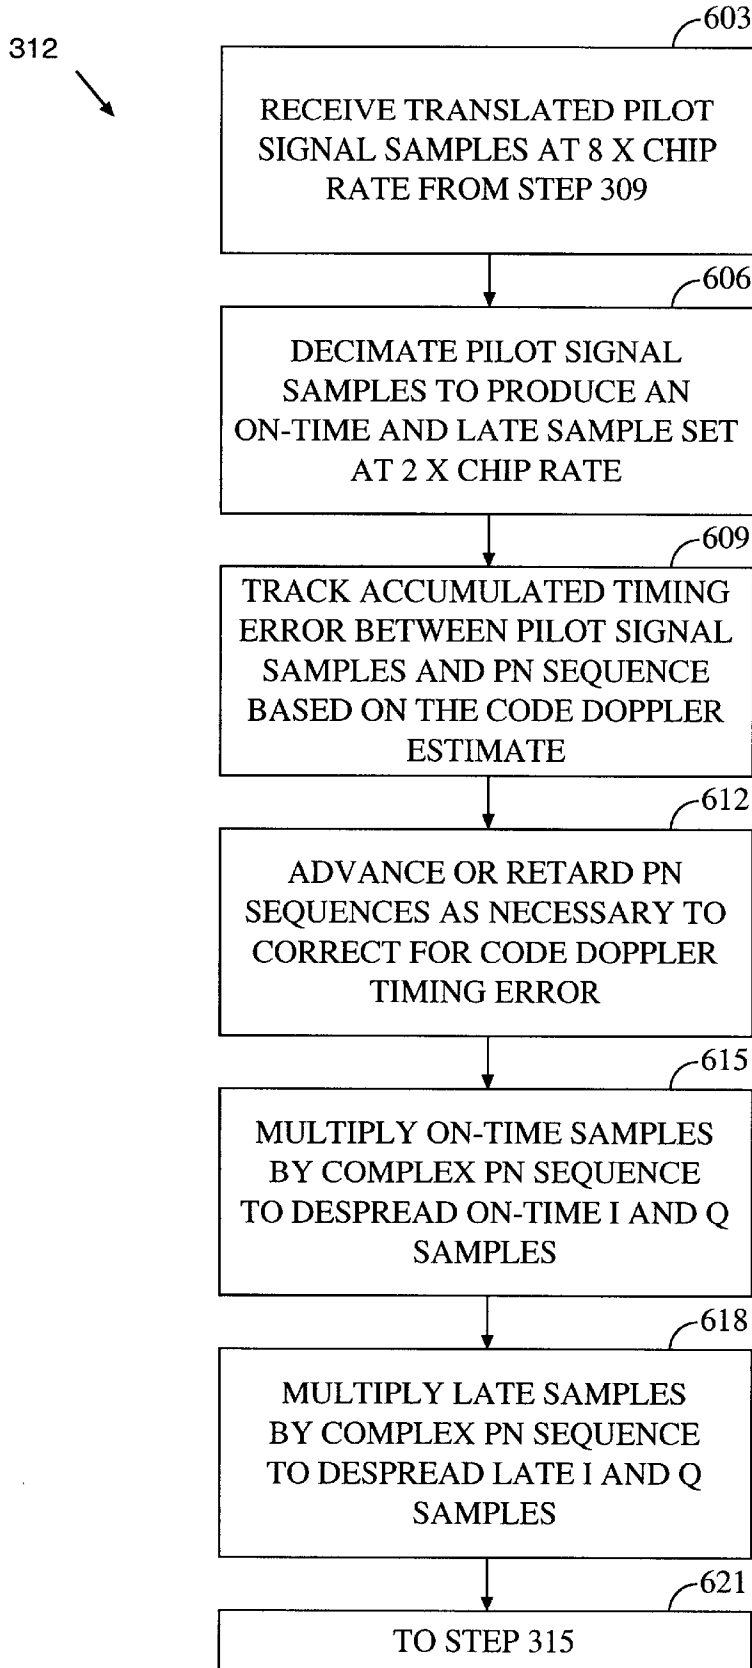 603
312
RECEIVE TRANSLATED PILOT
SIGNAL SAMPLES AT 8 X CHIP
RATE FROM STEP 309
606
DECIMATE PILOT SIGNAL
SAMPLES TO PRODUCE AN
ON-TIME AND LATE SAMPLE SET
AT 2 X CHIP RATE
609
TRACK ACCUMULATED TIMING
ERROR BETWEEN PILOT SIGNAL
SAMPLES AND PN SEQUENCE
BASED ON THE CODE DOPPLER
ESTIMATE
612
ADVANCE OR RETARD PN
SEQUENCES AS NECESSARY TO
CORRECT FOR CODE DOPPLER
TIMING ERROR
615
MULTIPLY ON-TIME SAMPLES
BY COMPLEX PN SEQUENCE
TO DESPREAD ON-TIME I AND Q
SAMPLES
618
MULTIPLY LATE SAMPLES
BY COMPLEX PN SEQUENCE
TO DESPREAD LATE I AND Q
SAMPLES
621
TO STEP 315